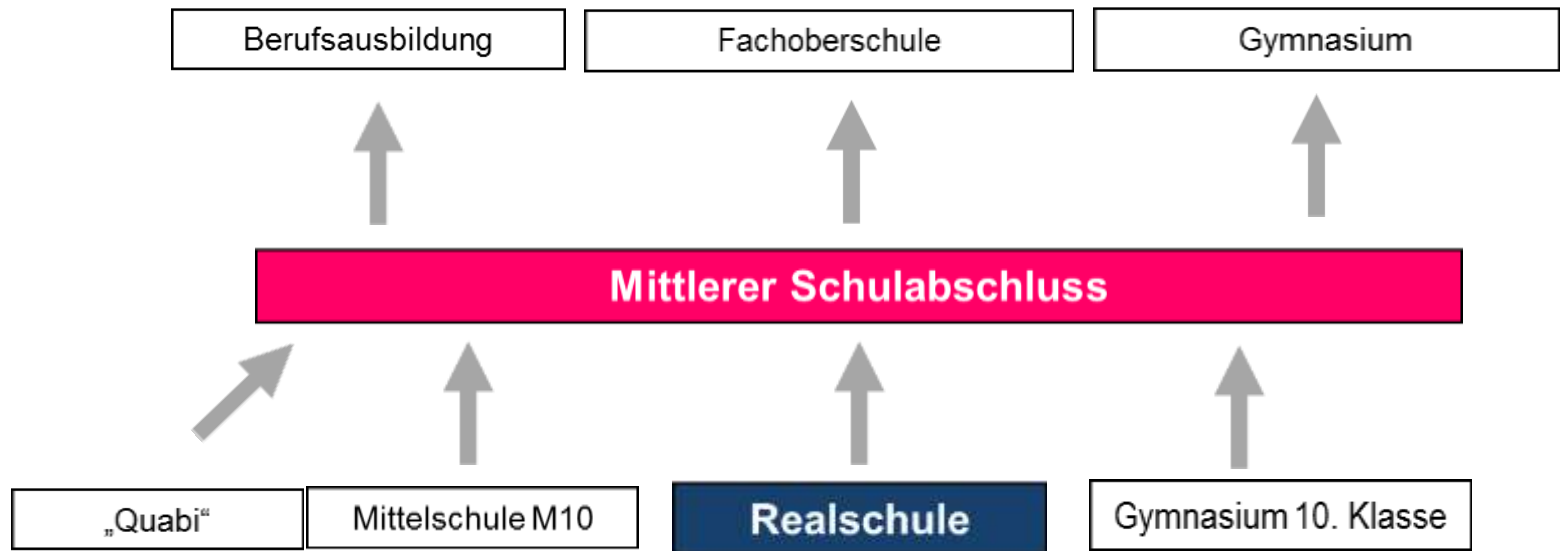 Berufsausbildung
Fachoberschule
Gymnasium
Mittlerer Schulabschluss
„Quabi“
Mittelschule M10
Realschule
Gymnasium 10. Klasse